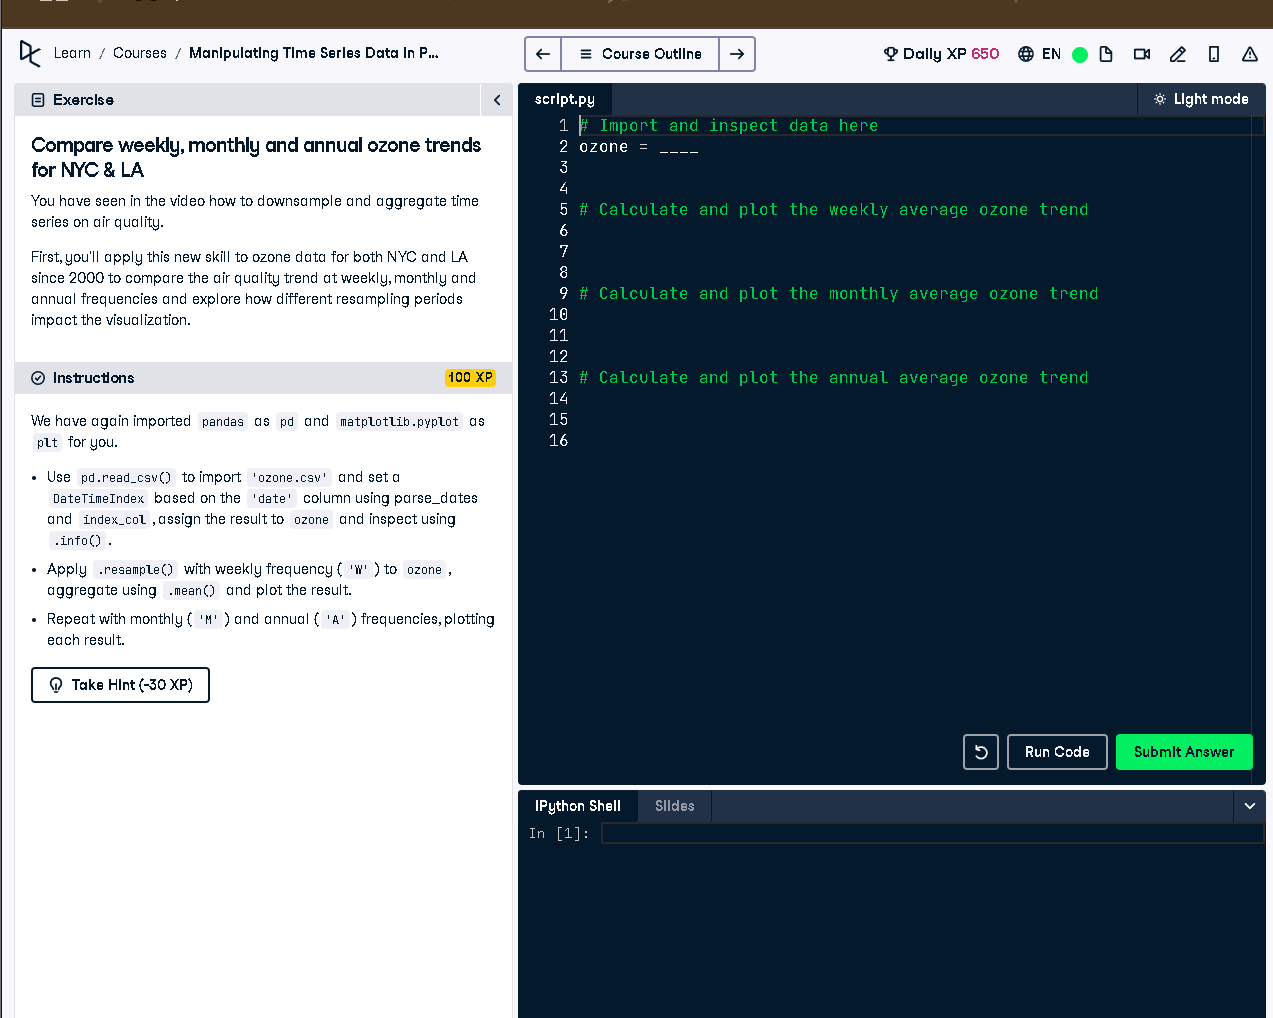 Learn / Courses / Manipulating Time Series Data in P...
Course Outline
Daily XP 650
EN
Exercise
Compare weekly, monthly and annual ozone trends
for NYC & LA
You have seen in the video how to downsample and aggregate time
series on air quality.
First, you'll apply this new skill to ozone data for both NYC and LA
since 2000 to compare the air quality trend at weekly, monthly and
annual frequencies and explore how different resampling periods
impact the visualization.
Instructions
100 XP
We have again imported pandas as pd and matplotlib.pyplot as
plt for you.
• Use pd.read_csv() to import 'ozone.csv' and set a
DateTimeIndex based on the 'date' column using parse_dates
and index_col, assign the result to ozone and inspect using
.info().
• Apply .resample() with weekly frequency ('W') to ozone,
aggregate using .mean() and plot the result.
• Repeat with monthly ('M') and annual ('A') frequencies, plotting
each result.
Take Hint (-30 XP)
script.py
Light mode
1 # Import and inspect data here
2 ozone = ____
3
4
5 # Calculate and plot the weekly average ozone trend
6
7
8
9 # Calculate and plot the monthly average ozone trend
10
11
12
13 # Calculate and plot the annual average ozone trend
14
15
16
Run Code
Submit Answer
IPython Shell
Slides
In [1]: